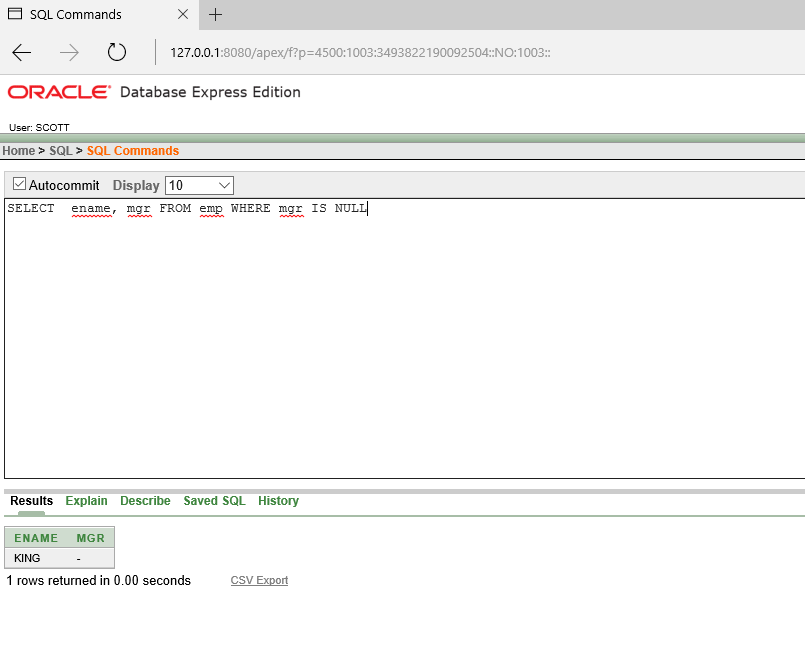 SQL Commands
127.0.0.1:8080/apex/f?p=4500:1003:3493822190092504::NO:1003::
ORACLE Database Express Edition
User: SCOTT
Home > SQL > SQL Commands
Autocommit Display 10
SELECT  ename, mgr FROM emp WHERE mgr IS NULL
Results Explain Describe Saved SQL History
ENAME MGR
KING -
1 rows returned in 0.00 seconds CSV Export